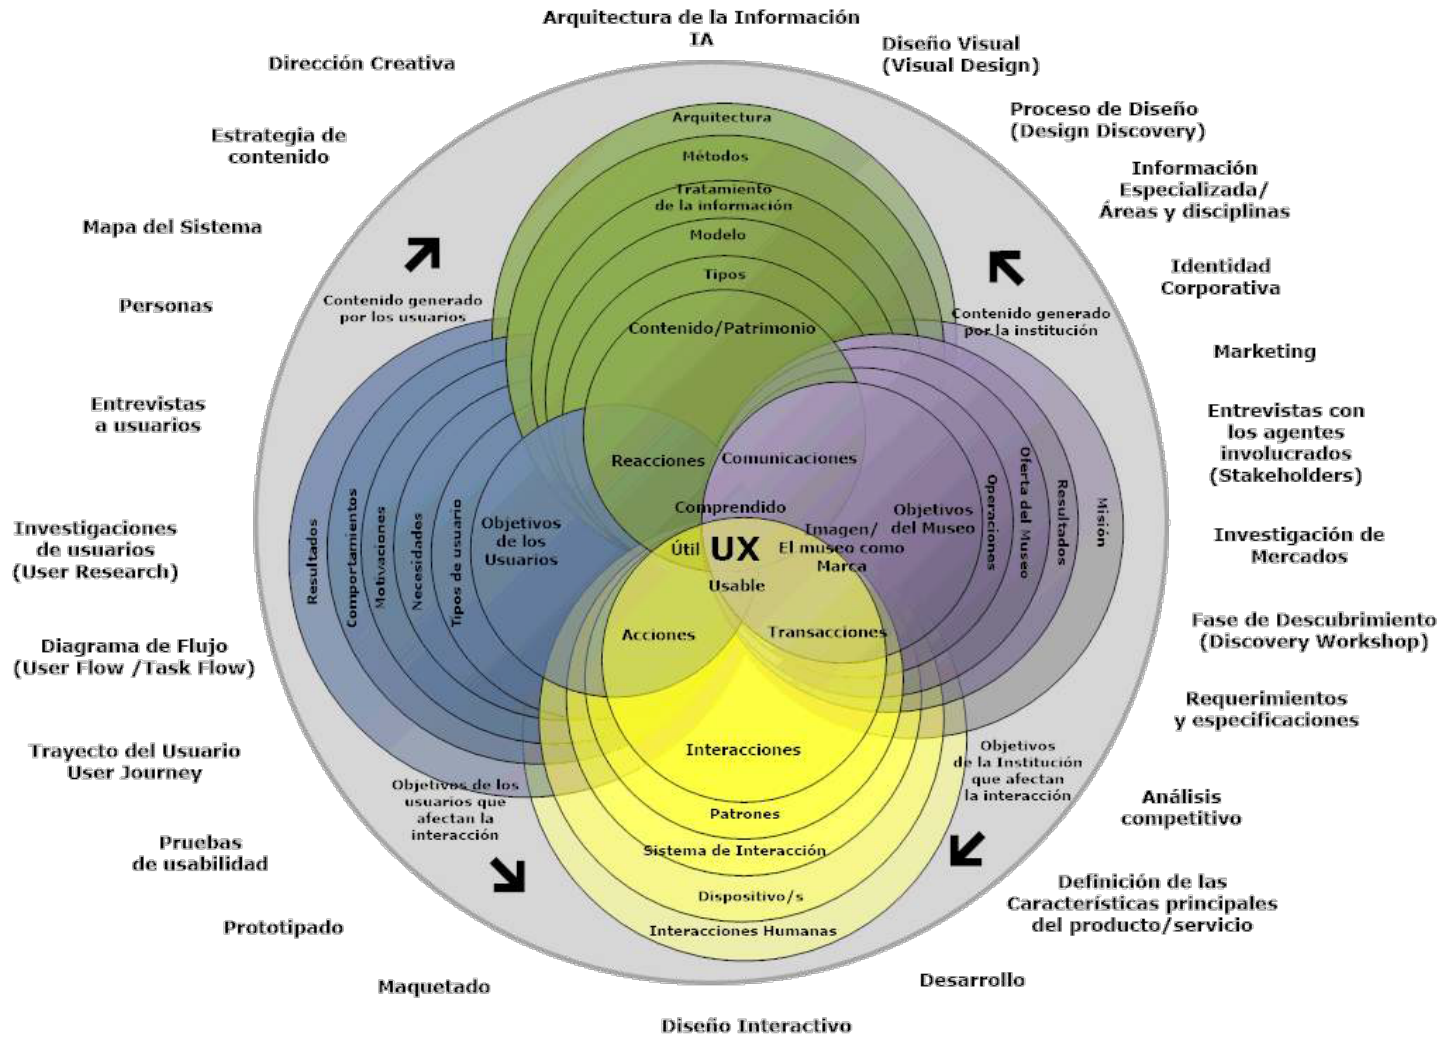 Arquitectura de la Información
IA
Dirección Creativa
Diseño Visual
(Visual Design)
Proceso de Diseño
(Design Discovery)
Estrategia de
contenido
Información
Especializada/
Áreas y disciplinas
Mapa del Sistema
Identidad
Corporativa
Personas
Marketing
Entrevistas
a usuarios
Entrevistas con
los agentes
involucrados
(Stakeholders)
Investigaciones
de usuarios
(User Research)
Investigación de
Mercados
Diagrama de Flujo
(User Flow /Task Flow)
Fase de Descubrimiento
(Discovery Workshop)
Trayecto del Usuario
User Journey
Requerimientos
y especificaciones
Pruebas
de usabilidad
Análisis
competitivo
Prototipado
Definición de las
Características principales
del producto/servicio
Maquetado
Desarrollo
Diseño Interactivo
Arquitectura
Métodos
Tratamiento
de la información
Modelo
Tipos
Contenido/Patrimonio
Contenido generado
por los usuarios
Contenido generado
por la institución
Reacciones
Comunicaciones
Resultados
Comportamientos
Motivaciones
Necesidades
Tipos de usuario
Objetivos
de los
Usuarios
Comprendido
Útil
UX
Usable
Imagen/
El museo como
Marca
Objetivos
del Museo
Operaciones
Oferta del Museo
Resultados
Misión
Acciones
Transacciones
Interacciones
Patrones
Sistema de Interacción
Dispositivo/s
Interacciones Humanas
Objetivos de los
usuarios que
afectan la
interacción
Objetivos
de la Institución
que afectan
la interacción